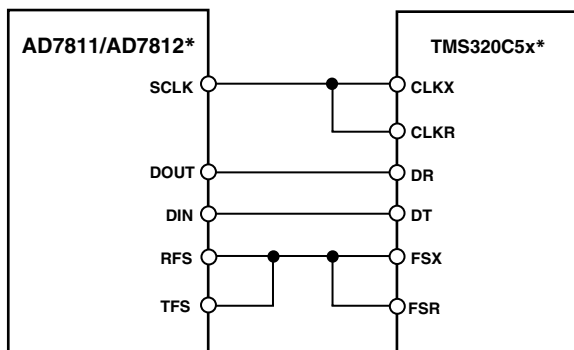 AD7811/AD7812*
TMS320C5x*
SCLK
CLKX
CLKR
DOUT
DR
DIN
DT
RFS
FSX
TFS
FSR